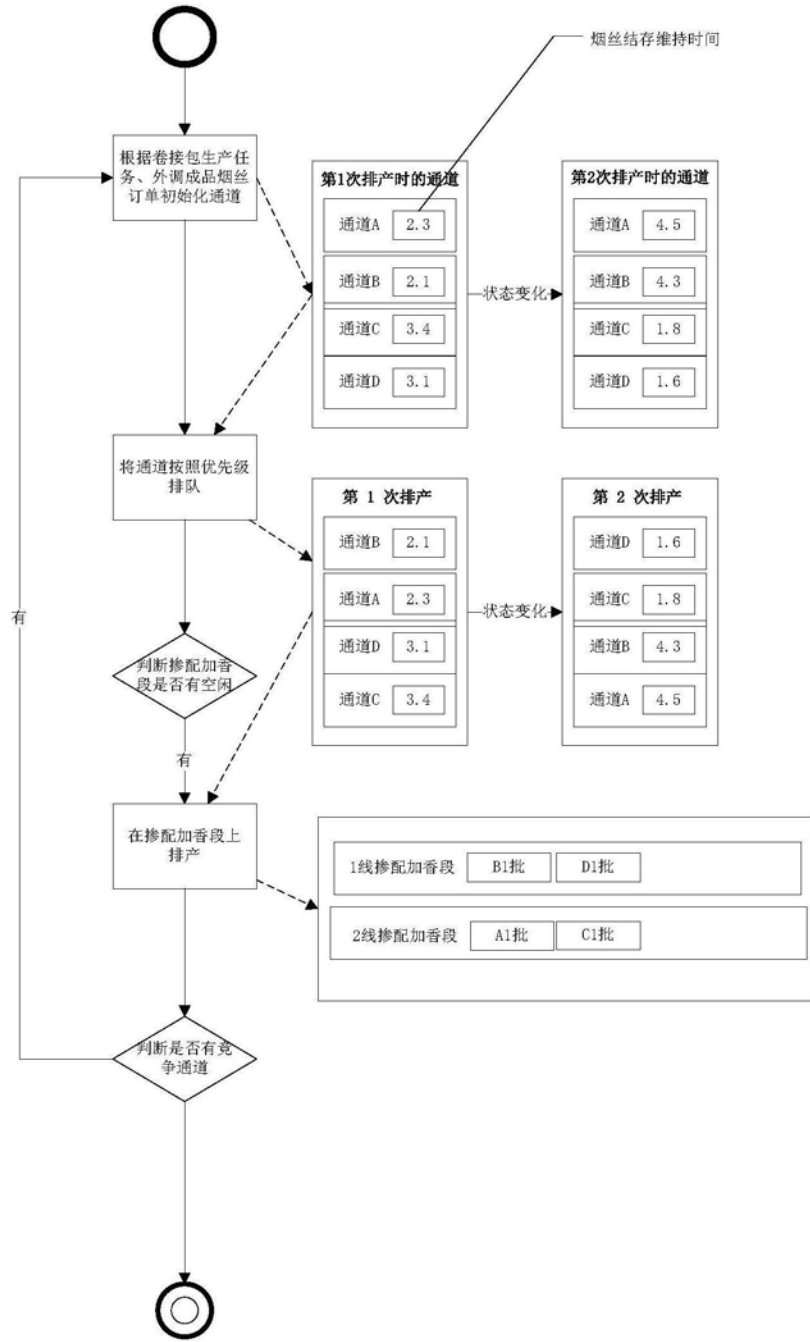 烟丝结存维持时间
根据卷接包生产任
务、外调成品烟丝
订单初始化通道
第1次排产时的通道
通道A 2.3
通道B 2.1
通道C 3.4
通道D 3.1
状态变化
第2次排产时的通道
通道A 4.5
通道B 4.3
通道C 1.8
通道D 1.6
将通道按照优先级
排队
第 1 次排产
通道B 2.1
通道A 2.3
通道D 3.1
通道C 3.4
状态变化
第 2 次排产
通道D 1.6
通道C 1.8
通道B 4.3
通道A 4.5
有
判断掺配加香
段是否有空闲
有
在掺配加香段上
排产
1线掺配加香段 B1批 D1批
2线掺配加香段 A1批 C1批
判断是否有竞
争通道